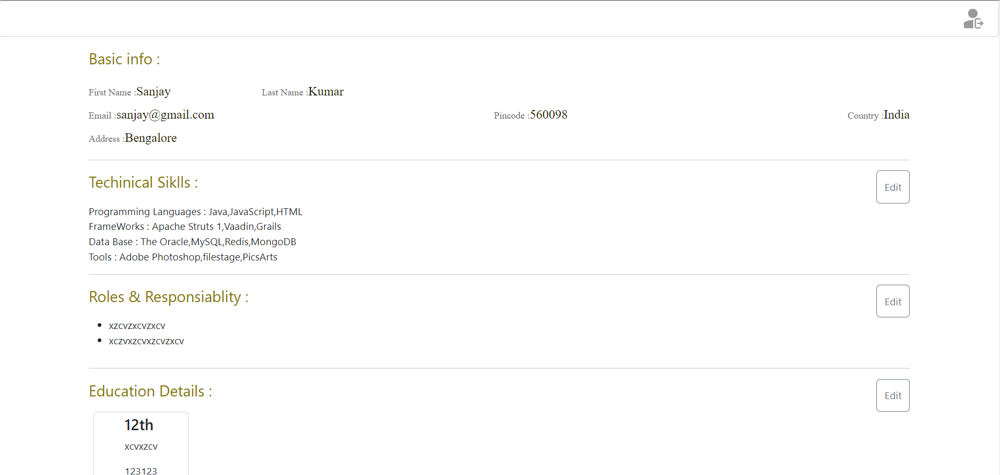 Basic info :
First Name :Sanjay Last Name :Kumar
Email :sanjay@gmail.com Pincode :560098 Country :India
Address :Bengalore
Techinical Siklls :
Edit
Programming Languages : Java,JavaScript,HTML
FrameWorks : Apache Struts 1,Vaadin,Grails
Data Base : The Oracle,MySQL,Redis,MongoDB
Tools : Adobe Photoshop,filestage,PicsArts
Roles & Responsiablity :
Edit
xzcvzxcvzxcv
xczvxzcvxzcvzxcv
Education Details :
Edit
12th
xcvxzcv
123123